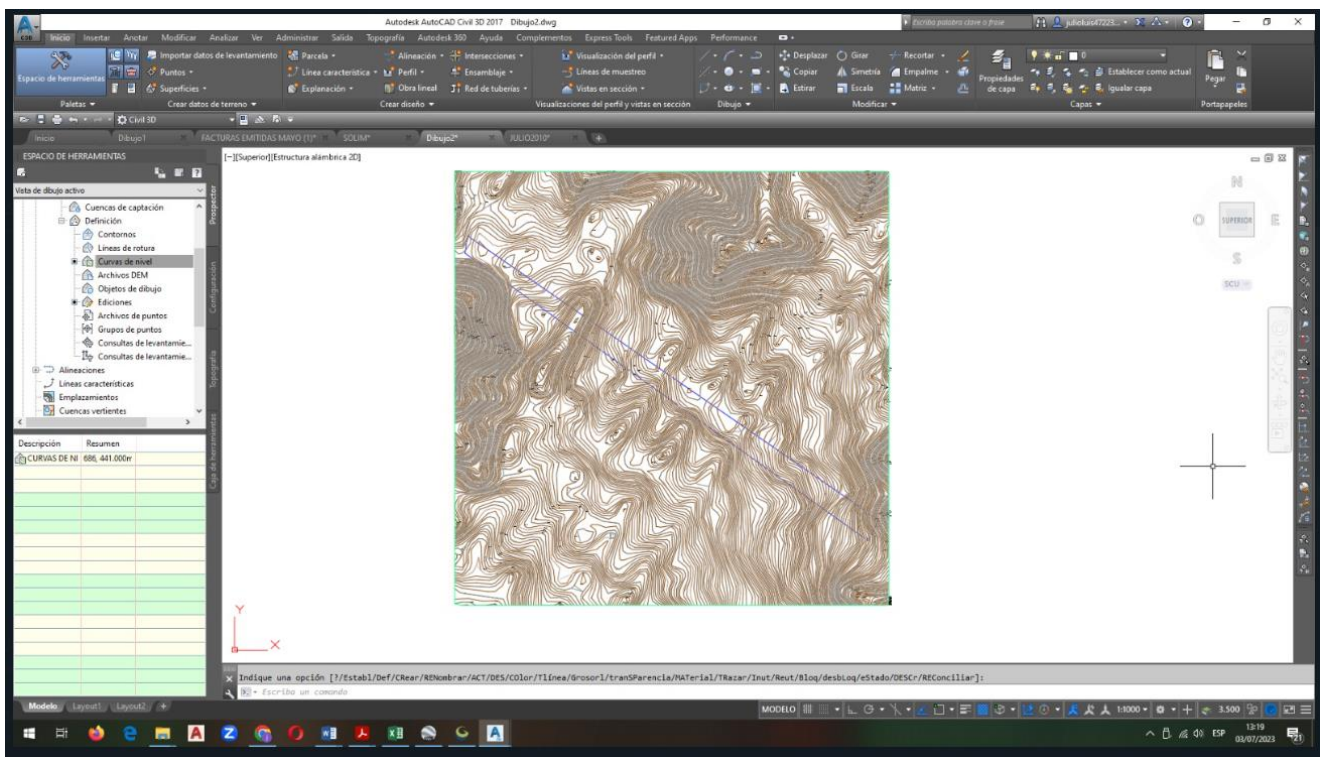 Autodesk AutoCAD Civil 3D 2017 Dibujo2.dwg
Escriba palabra clave o frase
Inicio Insertar Anotar Modificar Analizar Ver Administrar Salida Topografía Autodesk 360 Ayuda Complementos Express Tools Featured Apps Performance
Espacio de herramientas
Importar datos de levantamiento
Puntos
Superficies
Parcela
Línea característica
Explanación
Alineación
Perfil
Obra lineal
Intersecciones
Ensamblaje
Red de tuberías
Visualización del perfil
Líneas de muestreo
Vistas en sección
Desplazar
Copiar
Estirar
Girar
Simetría
Escala
Recortar
Empalme
Matriz
Propiedades de capa
0
Establecer como actual
Igualar capa
Pegar
Paletas
Crear datos de terreno
Crear diseño
Visualizaciones del perfil y vistas en sección
Dibujo
Modificar
Capas
Portapapeles
Civil 3D
Inicio
Dibujo1
FACTURAS EMITIDAS MAYO (1)*
SOLIM*
Dibujo2*
JULIO2010*
ESPACIO DE HERRAMIENTAS
Vista de dibujo activo
Cuencas de captación
Definición
Contornos
Líneas de rotura
Curvas de nivel
Archivos DEM
Objetos de dibujo
Ediciones
Archivos de puntos
Grupos de puntos
Consultas de levantamie...
Consultas de levantamie...
Alineaciones
Líneas características
Emplazamientos
Cuencas vertientes
Prospector
Configuración
Topografía
Caja de herramientas
Descripción Resumen
CURVAS DE NI 686, 441.000m
[−][Superior][Estructura alámbrica 2D]
N
O
SUPERIOR
E
S
SCU
Y
X
Indique una opción [?/Establ/Def/CRear/RENombrar/ACT/DES/COlor/Tlínea/Grosorl/tranSParencia/MATerial/TRazar/Inut/Reut/Bloq/desbLoq/eStado/DESCr/REConciliar]:
Escriba un comando
Modelo Layout1 Layout2
MODELO
1:1000
3.500
ESP
13:19
03/07/2023